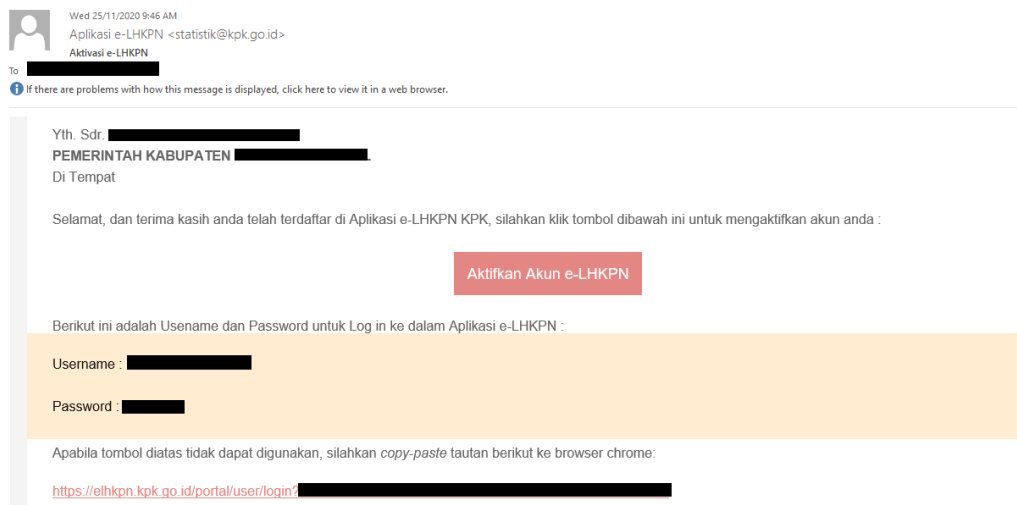 Wed 25/11/2020 9:46 AM
Aplikasi e-LHKPN <statistik@kpk.go.id>
Aktivasi e-LHKPN
To
If there are problems with how this message is displayed, click here to view it in a web browser.
Yth. Sdr.
PEMERINTAH KABUPATEN
Di Tempat
Selamat, dan terima kasih anda telah terdaftar di Aplikasi e-LHKPN KPK, silahkan klik tombol dibawah ini untuk mengaktifkan akun anda :
Aktifkan Akun e-LHKPN
Berikut ini adalah Usename dan Password untuk Log in ke dalam Aplikasi e-LHKPN :
Username :
Password :
Apabila tombol diatas tidak dapat digunakan, silahkan copy-paste tautan berikut ke browser chrome:
https://elhkpn.kpk.go.id/portal/user/login?